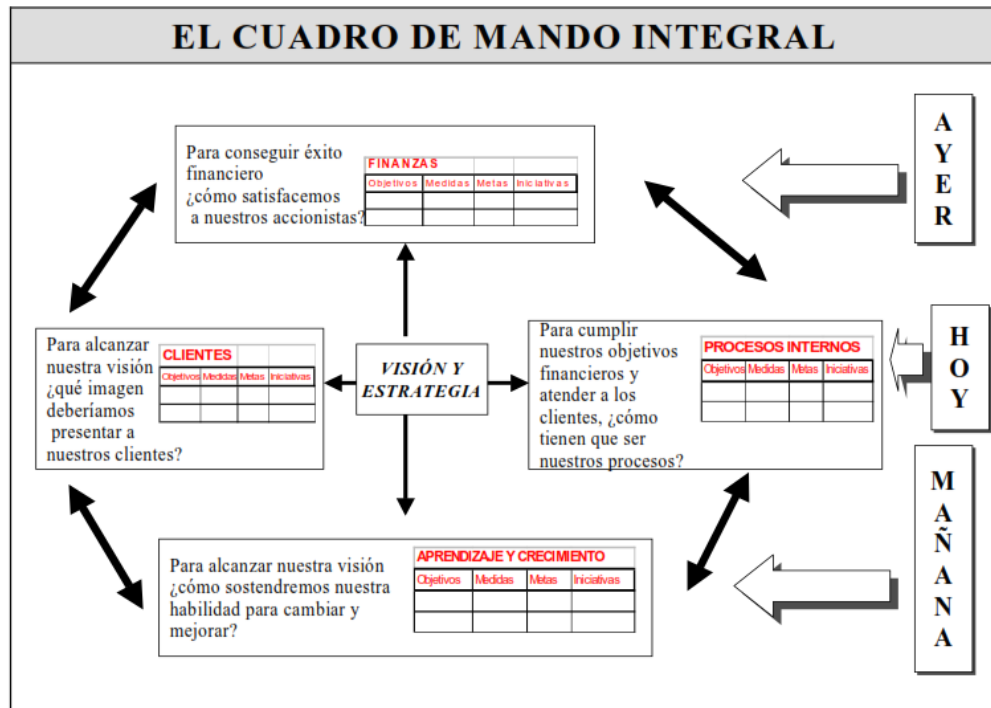 EL CUADRO DE MANDO INTEGRAL
Para conseguir éxito
financiero
¿cómo satisfacemos
a nuestros accionistas?
FINANZAS
Objetivos Medidas Metas Iniciativas
A
Y
E
R
Para alcanzar
nuestra visión
¿qué imagen
deberíamos
presentar a
nuestros clientes?
CLIENTES
Objetivos Medidas Metas Iniciativas
VISIÓN Y
ESTRATEGIA
Para cumplir
nuestros objetivos
financieros y
atender a los
clientes, ¿cómo
tienen que ser
nuestros procesos?
PROCESOS INTERNOS
Objetivos Medidas Metas Iniciativas
H
O
Y
Para alcanzar nuestra visión
¿cómo sostendremos nuestra
habilidad para cambiar y
mejorar?
APRENDIZAJE Y CRECIMIENTO
Objetivos Medidas Metas Iniciativas
M
A
Ñ
A
N
A